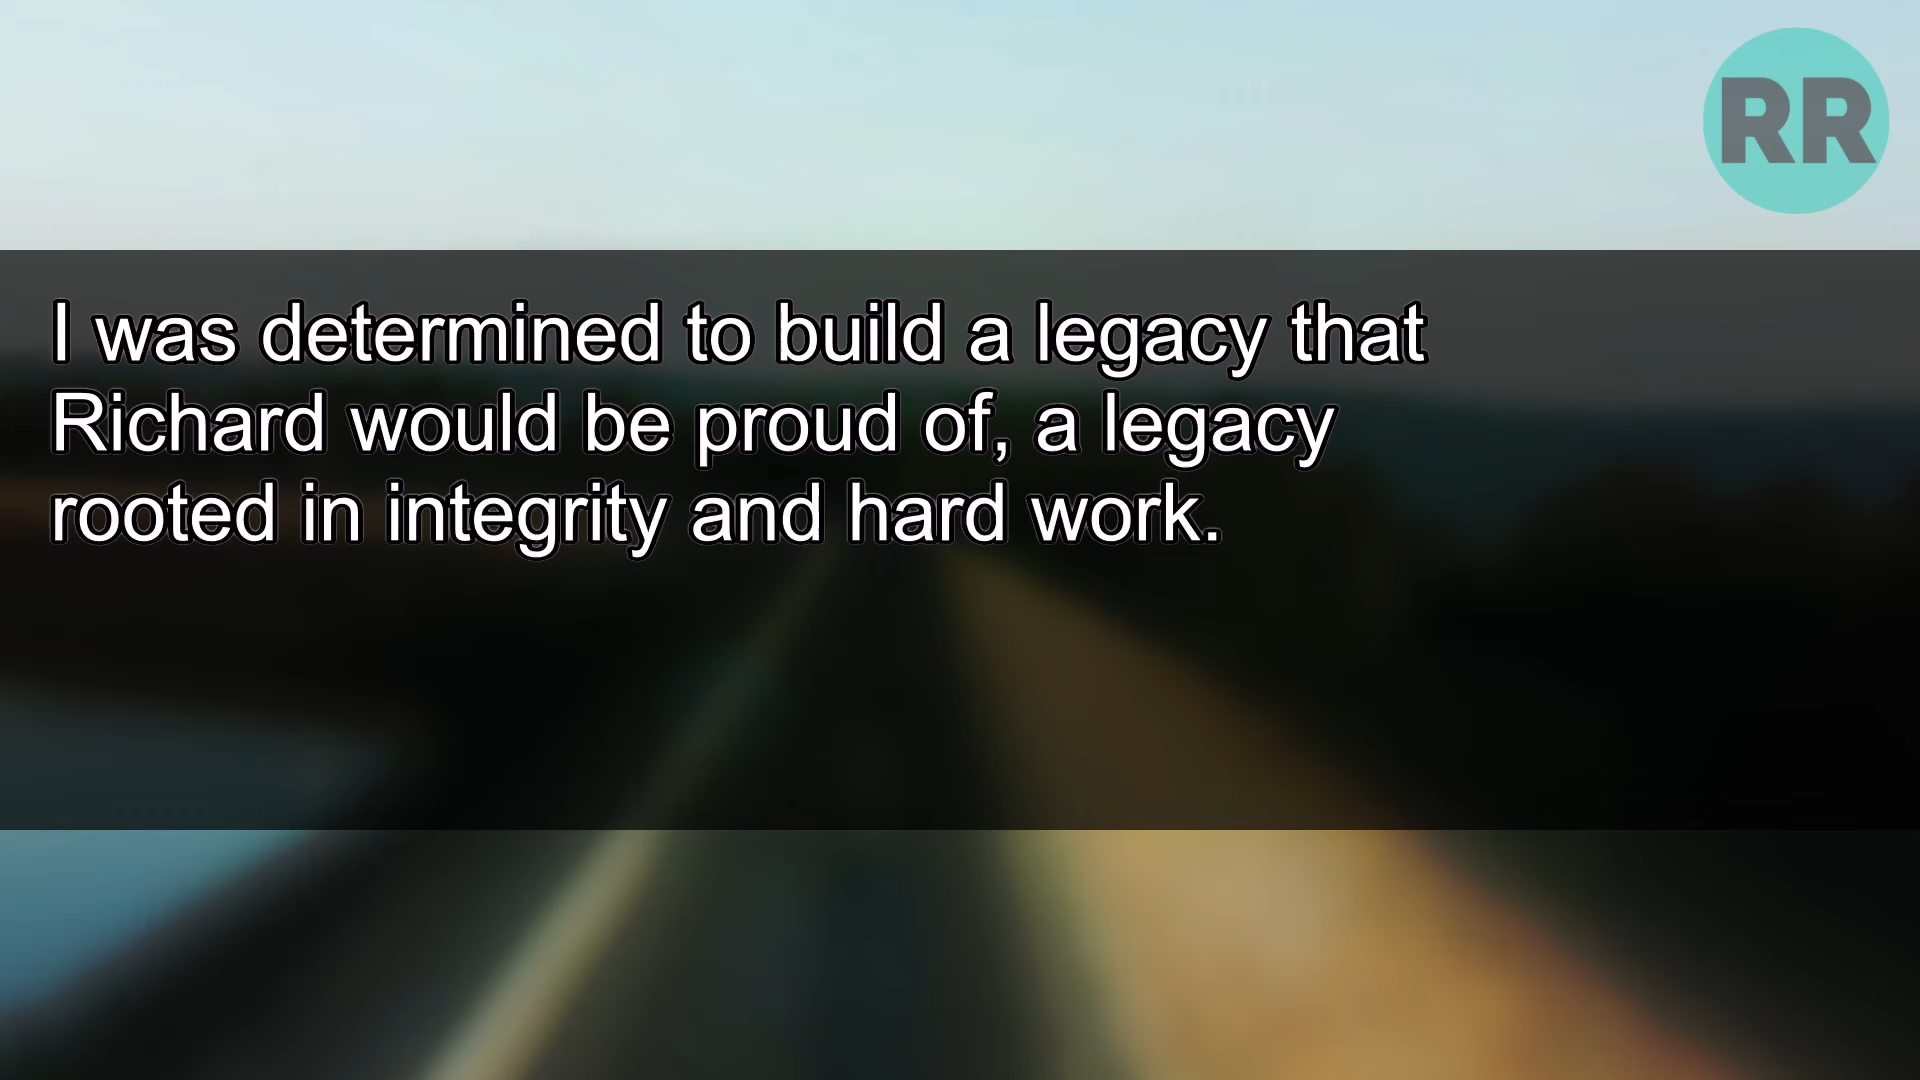 RR
I was determined to build a legacy that
Richard would be proud of, a legacy
rooted in integrity and hard work.